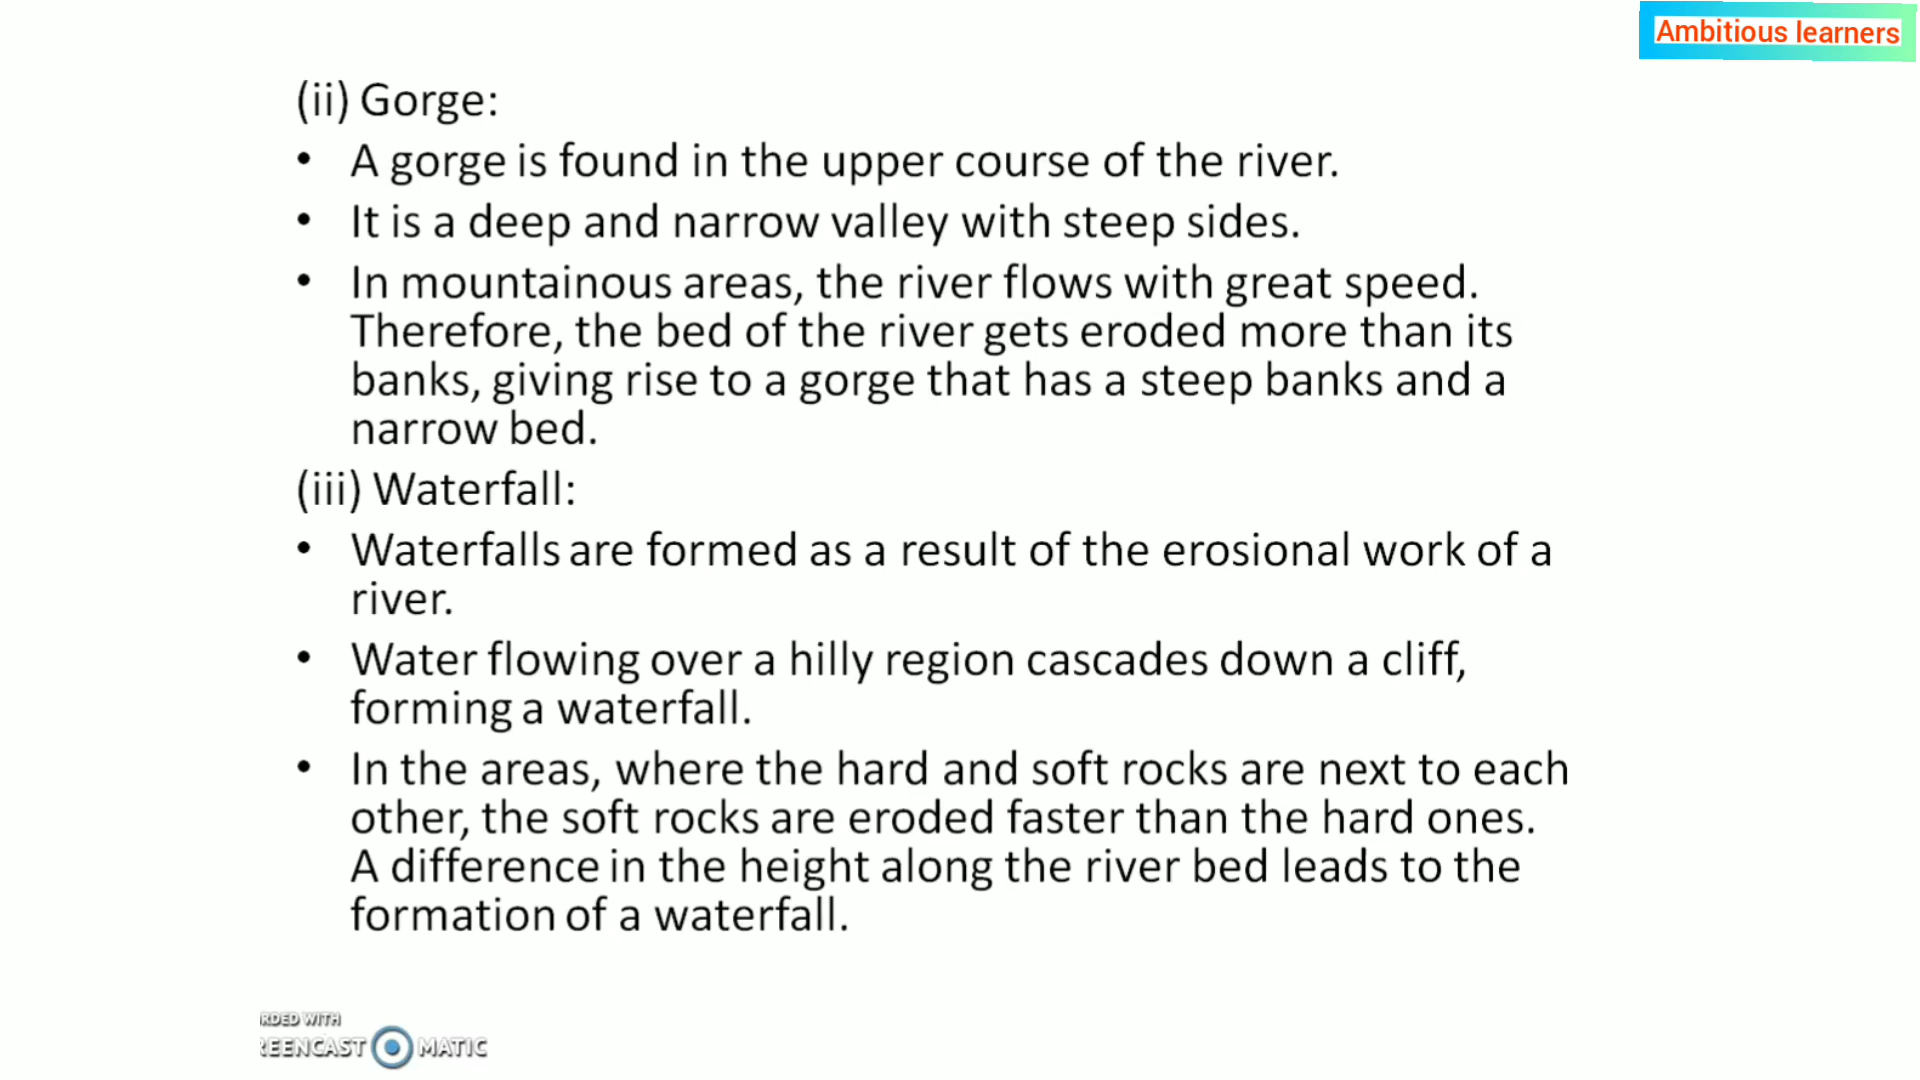 Ambitious learners
(ii) Gorge:
• A gorge is found in the upper course of the river.
• It is a deep and narrow valley with steep sides.
• In mountainous areas, the river flows with great speed.
Therefore, the bed of the river gets eroded more than its
banks, giving rise to a gorge that has a steep banks and a
narrow bed.
(iii) Waterfall:
• Waterfalls are formed as a result of the erosional work of a
river.
• Water flowing over a hilly region cascades down a cliff,
forming a waterfall.
• In the areas, where the hard and soft rocks are next to each
other, the soft rocks are eroded faster than the hard ones.
A difference in the height along the river bed leads to the
formation of a waterfall.
RDED WITH
REENCAST MATIC